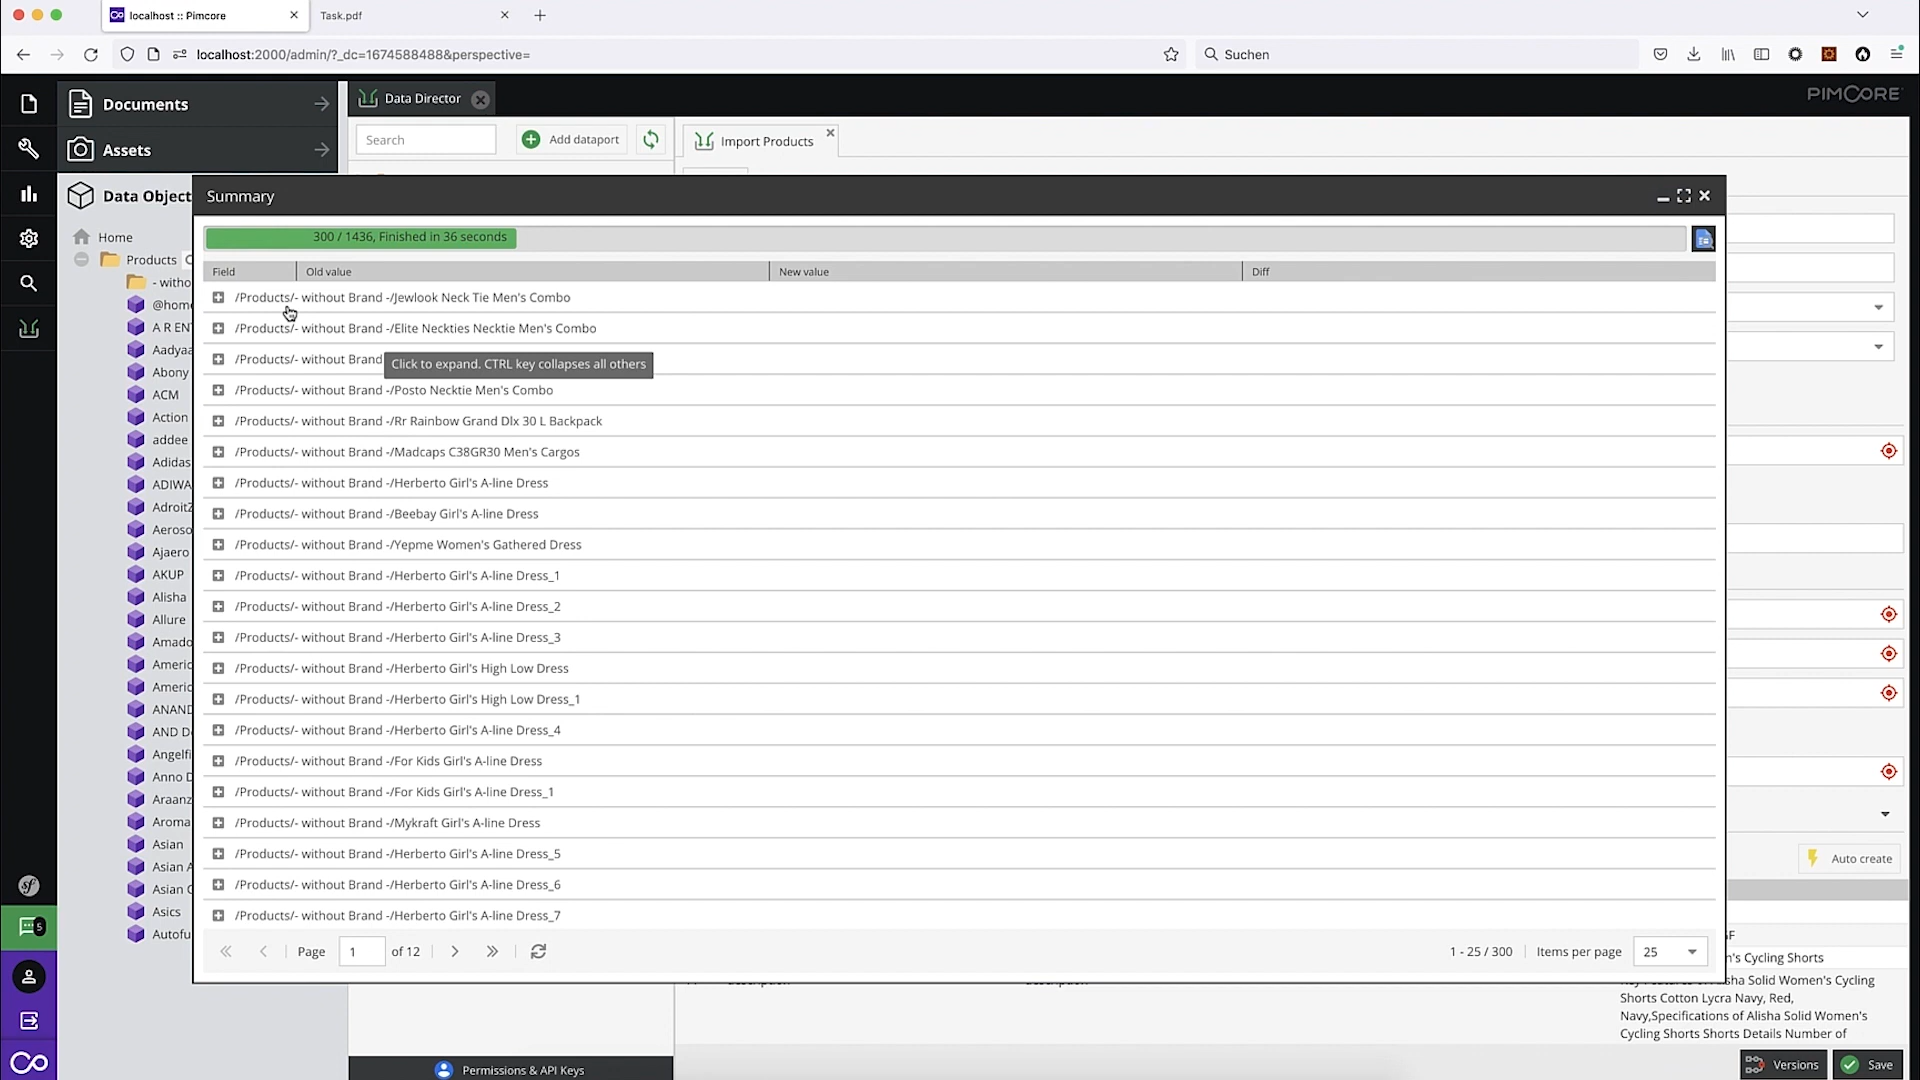 localhost :: Pimcore
Task.pdf
localhost:2000/admin/?_dc=1674588488&perspective=
Suchen
Documents
Assets
Data Object
Data Director
PIMCORE
Search
Add dataport
Import Products
Home
Products
- witho
@home
A R EN
Aadyaa
Abony
ACM
Action
addee
Adidas
ADIWA
AdroitZ
Aeroso
Ajaero
AKUP
Alisha
Allure
Amado
Americ
Americ
ANAND
AND D
Angelfi
Anno D
Araanz
Aroma
Asian
Asian A
Asian C
Asics
Autofu
Summary
300 / 1436, Finished in 36 seconds
Field
Old value
New value
Diff
/Products/- without Brand -/Jewlook Neck Tie Men's Combo
/Products/- without Brand -/Elite Neckties Necktie Men's Combo
/Products/- without Brand
Click to expand. CTRL key collapses all others
/Products/- without Brand -/Posto Necktie Men's Combo
/Products/- without Brand -/Rr Rainbow Grand Dlx 30 L Backpack
/Products/- without Brand -/Madcaps C38GR30 Men's Cargos
/Products/- without Brand -/Herberto Girl's A-line Dress
/Products/- without Brand -/Beebay Girl's A-line Dress
/Products/- without Brand -/Yepme Women's Gathered Dress
/Products/- without Brand -/Herberto Girl's A-line Dress_1
/Products/- without Brand -/Herberto Girl's A-line Dress_2
/Products/- without Brand -/Herberto Girl's A-line Dress_3
/Products/- without Brand -/Herberto Girl's High Low Dress
/Products/- without Brand -/Herberto Girl's High Low Dress_1
/Products/- without Brand -/Herberto Girl's A-line Dress_4
/Products/- without Brand -/For Kids Girl's A-line Dress
/Products/- without Brand -/For Kids Girl's A-line Dress_1
/Products/- without Brand -/Mykraft Girl's A-line Dress
/Products/- without Brand -/Herberto Girl's A-line Dress_5
/Products/- without Brand -/Herberto Girl's A-line Dress_6
/Products/- without Brand -/Herberto Girl's A-line Dress_7
Page 1 of 12
1 - 25 / 300
Items per page 25
Auto create
n's Cycling Shorts
sha Solid Women's Cycling
Shorts Cotton Lycra Navy, Red,
Navy,Specifications of Alisha Solid Women's
Cycling Shorts Shorts Details Number of
sf
5
Permissions & API Keys
Versions
Save